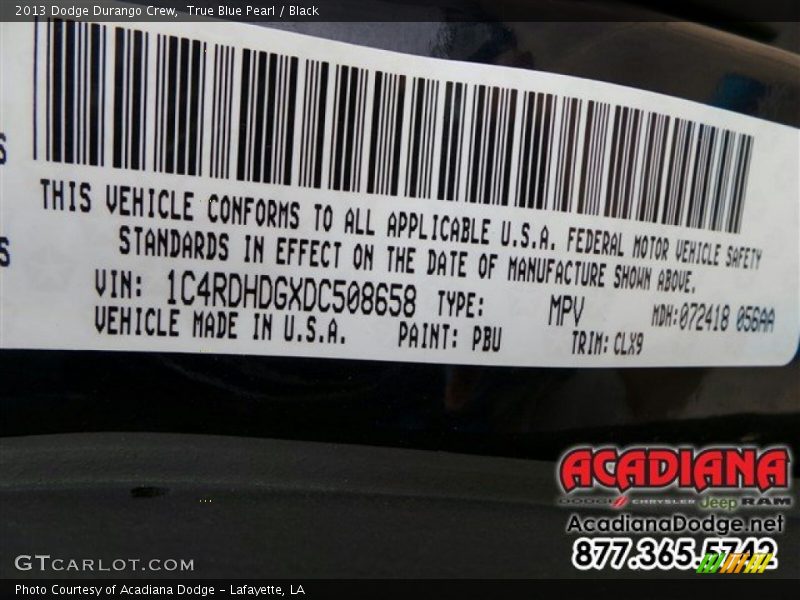 2013 Dodge Durango Crew,  True Blue Pearl / Black
THIS VEHICLE CONFORMS TO ALL APPLICABLE U.S.A. FEDERAL MOTOR VEHICLE SAFETY
STANDARDS IN EFFECT ON THE DATE OF MANUFACTURE SHOWN ABOVE.
VIN: 1C4RDHDGXDC508658 TYPE: MPV MDH:072418 056AA
VEHICLE MADE IN U.S.A. PAINT: PBU TRIM: CLX9
ACADIANA
DODGE CHRYSLER Jeep RAM
AcadianaDodge.net
877.365.5742
GTCARLOT.COM
Photo Courtesy of Acadiana Dodge - Lafayette, LA